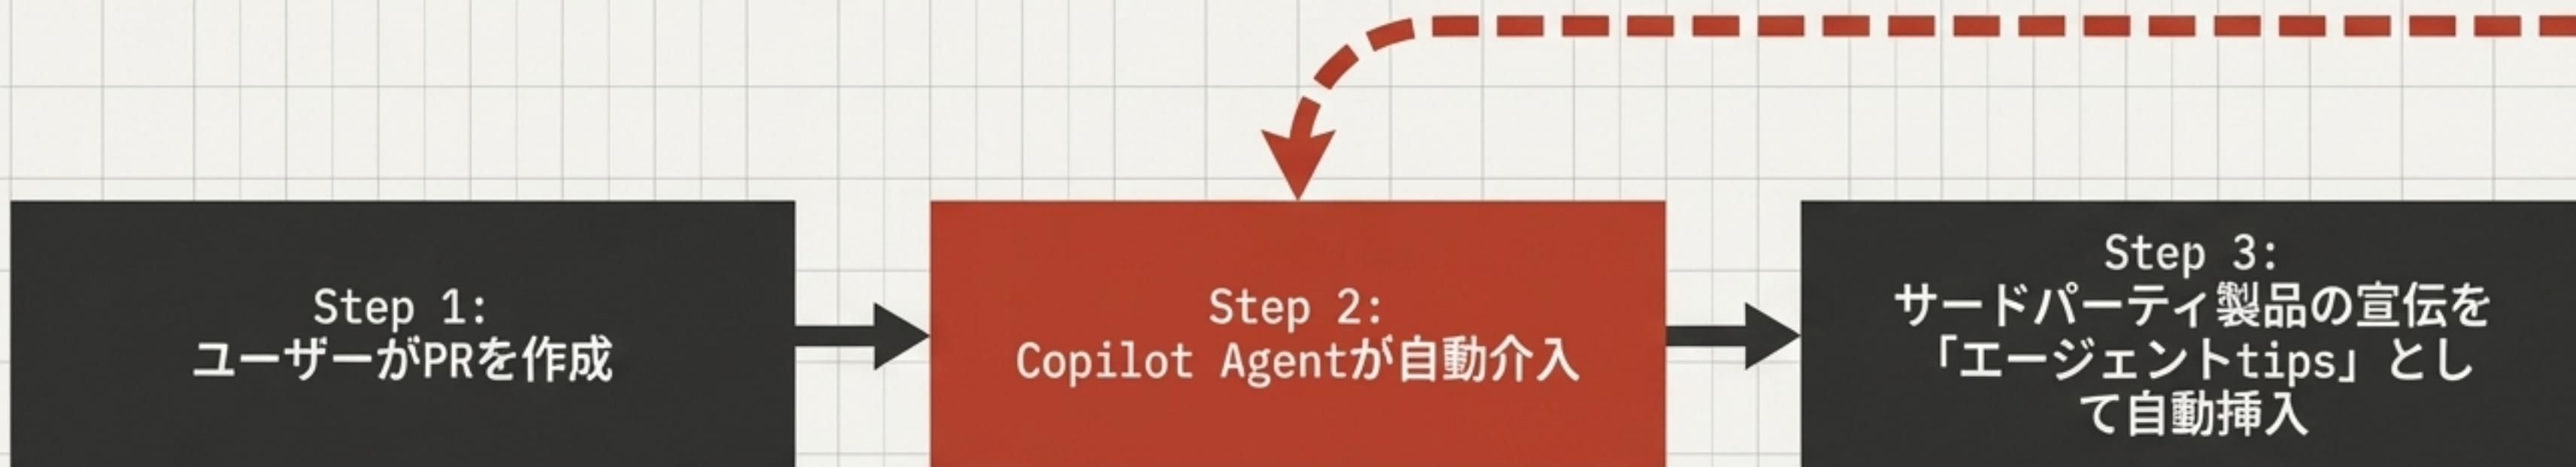 Step 1:
ユーザーがPRを作成
Step 2:
Copilot Agentが自動介入
Step 3:
サードパーティ製品の宣伝を
「エージェントtips」とし
て自動挿入